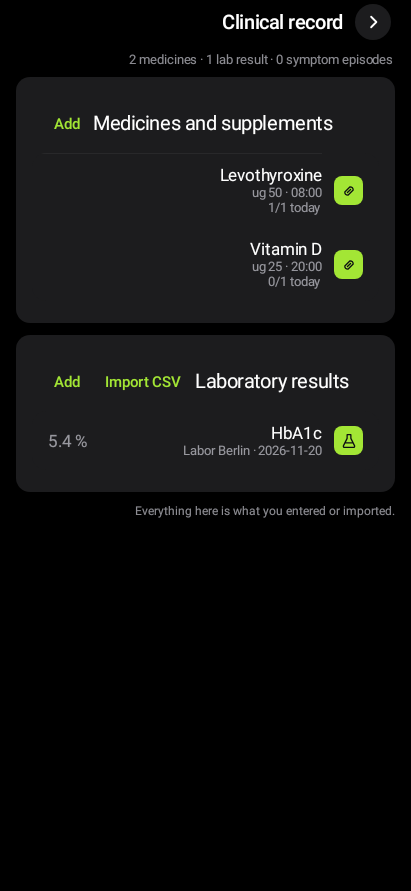 Clinical record
2 medicines · 1 lab result · 0 symptom episodes
Medicines and supplements
Add
Levothyroxine
ug 50 · 08:00
1/1 today
Vitamin D
ug 25 · 20:00
0/1 today
Laboratory results
Import CSV
Add
HbA1c
Labor Berlin · 2026-11-20
5.4 %
Everything here is what you entered or imported.